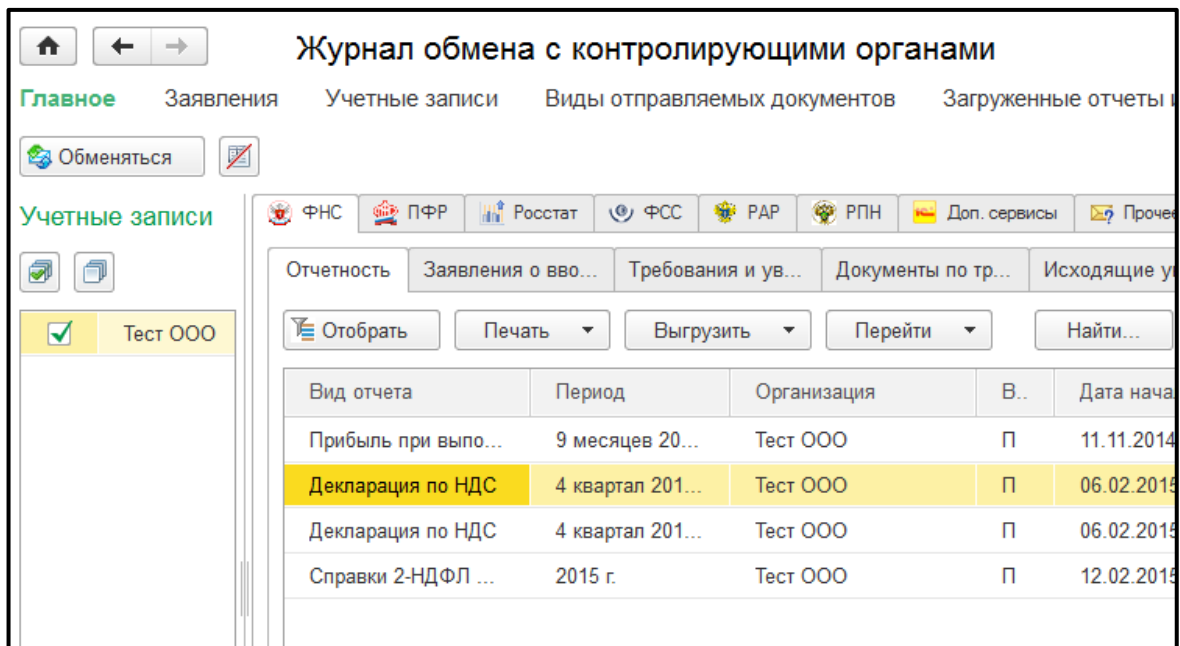 Журнал обмена с контролирующими органами
Главное Заявления Учетные записи Виды отправляемых документов Загруженные отчеты
Обменяться
Учетные записи
ФНС ПФР Росстат ФСС РАР РПН Доп. сервисы Прочее
Отчетность Заявления о вво... Требования и ув... Документы по тр... Исходящие
Тест ООО
Отобрать Печать Выгрузить Перейти Найти...
Вид отчета Период Организация В.. Дата нача
Прибыль при выпо... 9 месяцев 20... Тест ООО П 11.11.2014
Декларация по НДС 4 квартал 201... Тест ООО П 06.02.2015
Декларация по НДС 4 квартал 201... Тест ООО П 06.02.2015
Справки 2-НДФЛ ... 2015 г. Тест ООО П 12.02.2015